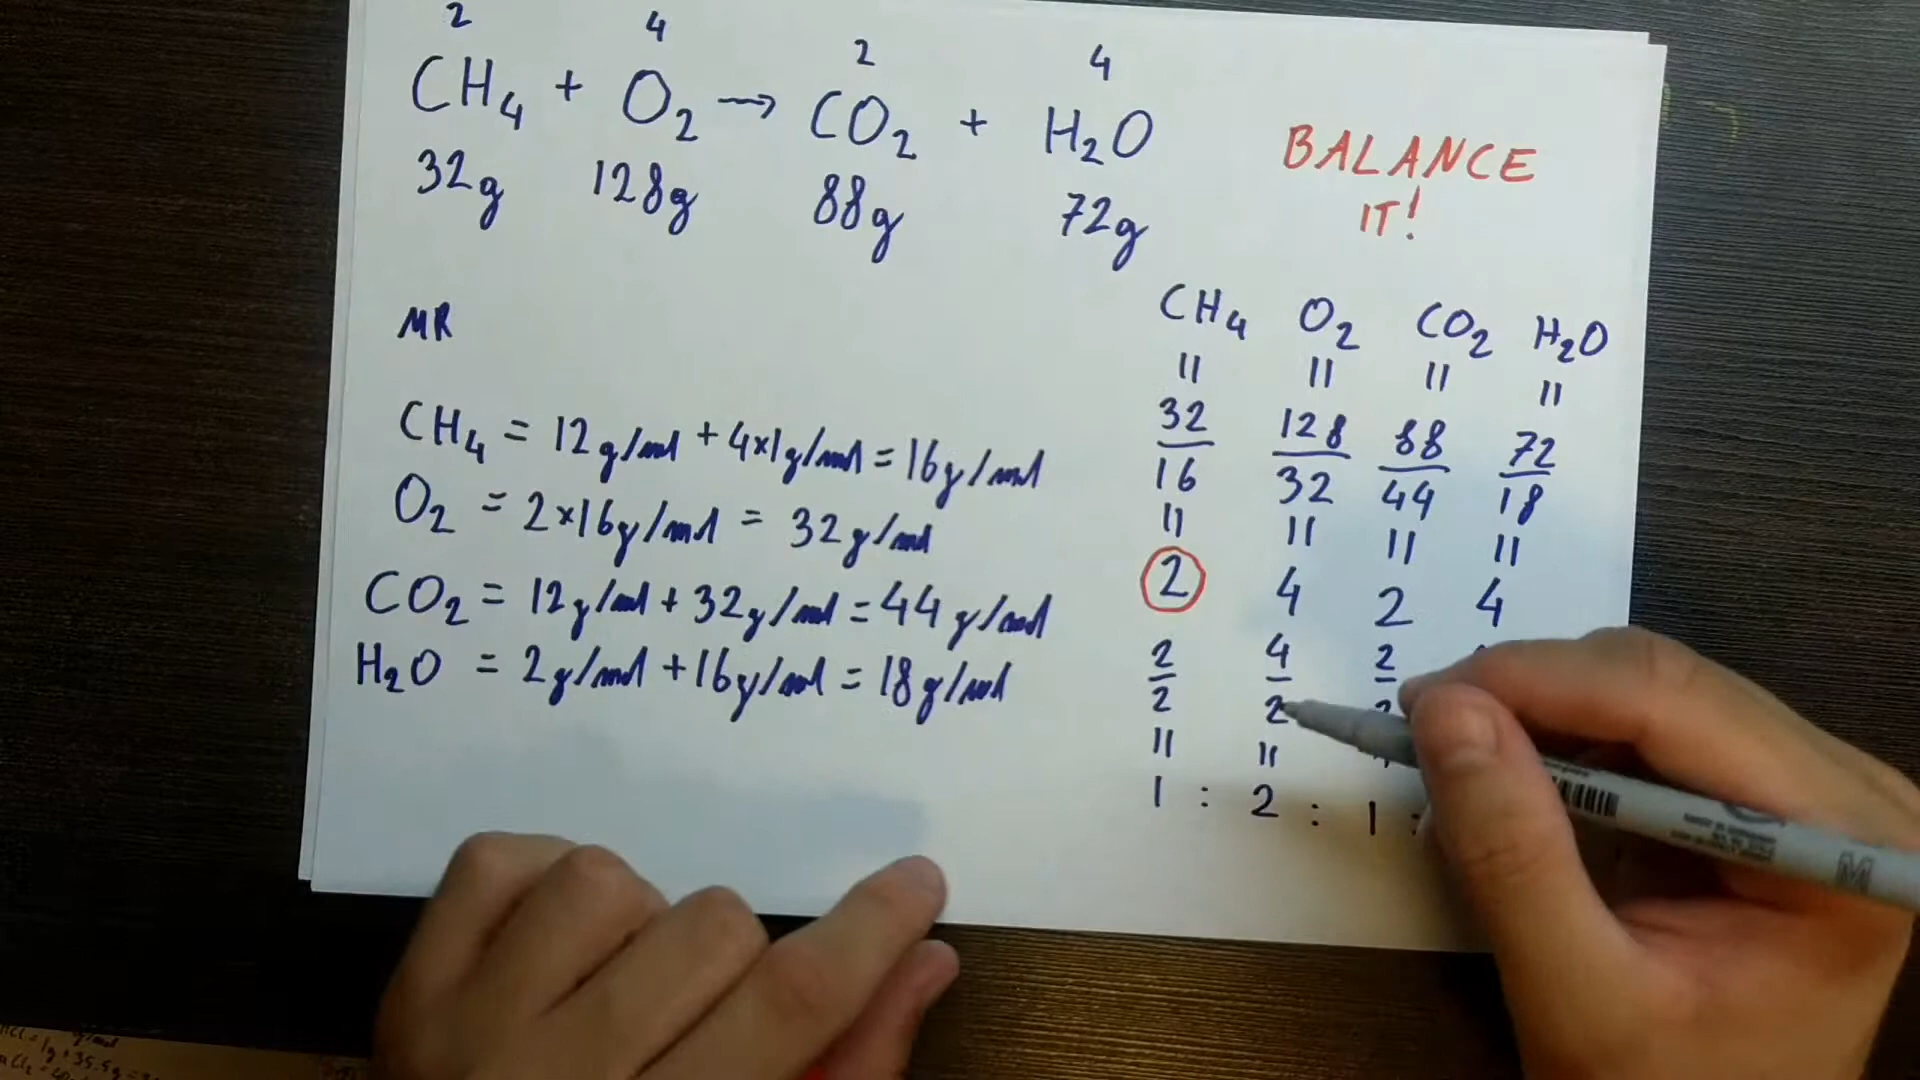 2 4 2 4
CH₄ + O₂ → CO₂ + H₂O
32g 128g 88g 72g
BALANCE
IT!
MR
CH₄ = 12g/mol + 4×1g/mol = 16g/mol
O₂ = 2×16g/mol = 32g/mol
CO₂ = 12g/mol + 32g/mol = 44g/mol
H₂O = 2g/mol + 16g/mol = 18g/mol
CH₄ O₂ CO₂ H₂O
|| || || ||
32 128 88 72
16 32 44 18
|| || || ||
2 4 2 4
2 4 2
2 2 2
|| ||
1 : 2 : 1 :
M